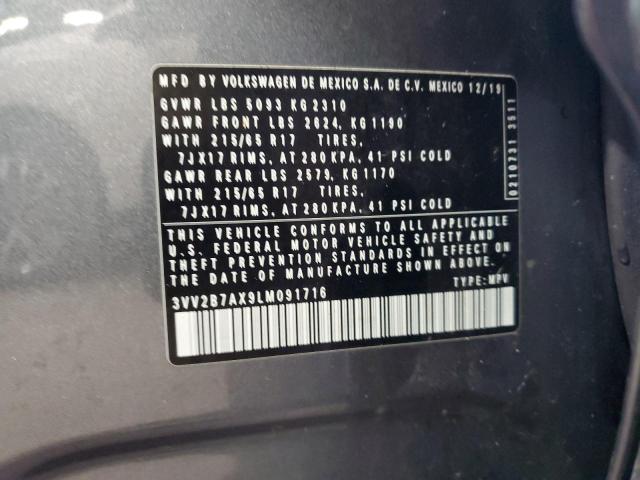 MFD BY VOLKSWAGEN DE MEXICO S.A. DE C.V. MEXICO 12/19
GVWR LBS 5093 KG 2310
GAWR FRONT LBS 2624, KG 1190
WITH 215/65 R17 TIRES,
7JX17 RIMS, AT 280 KPA, 41 PSI COLD
GAWR REAR LBS 2579, KG 1170
WITH 215/65 R17 TIRES,
7JX17 RIMS, AT 280 KPA, 41 PSI COLD
THIS VEHICLE CONFORMS TO ALL APPLICABLE
U.S. FEDERAL MOTOR VEHICLE SAFETY AND
THEFT PREVENTION STANDARDS IN EFFECT ON
THE DATE OF MANUFACTURE SHOWN ABOVE.
3VV2B7AX9LM091716 TYPE: MPV
0210731 3511